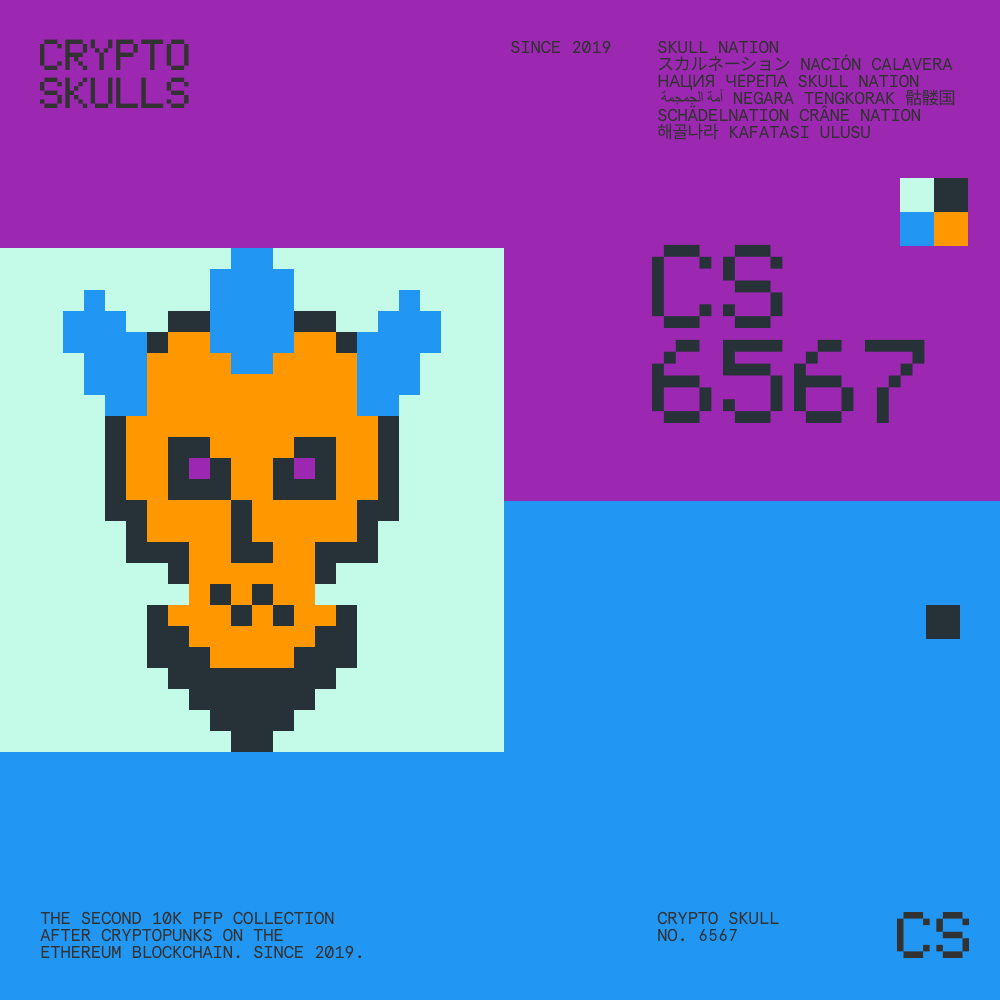 CRYPTO
SKULLS
SINCE 2019
SKULL NATION
スカルネーション NACIÓN CALAVERA
НАЦИЯ ЧЕРЕПА SKULL NATION
أمة الجمجمة NEGARA TENGKORAK 骷髅国
SCHÄDELNATION CRÂNE NATION
해골나라 KAFATASI ULUSU
CS
6567
THE SECOND 10K PFP COLLECTION
AFTER CRYPTOPUNKS ON THE
ETHEREUM BLOCKCHAIN. SINCE 2019.
CRYPTO SKULL
NO. 6567
CS